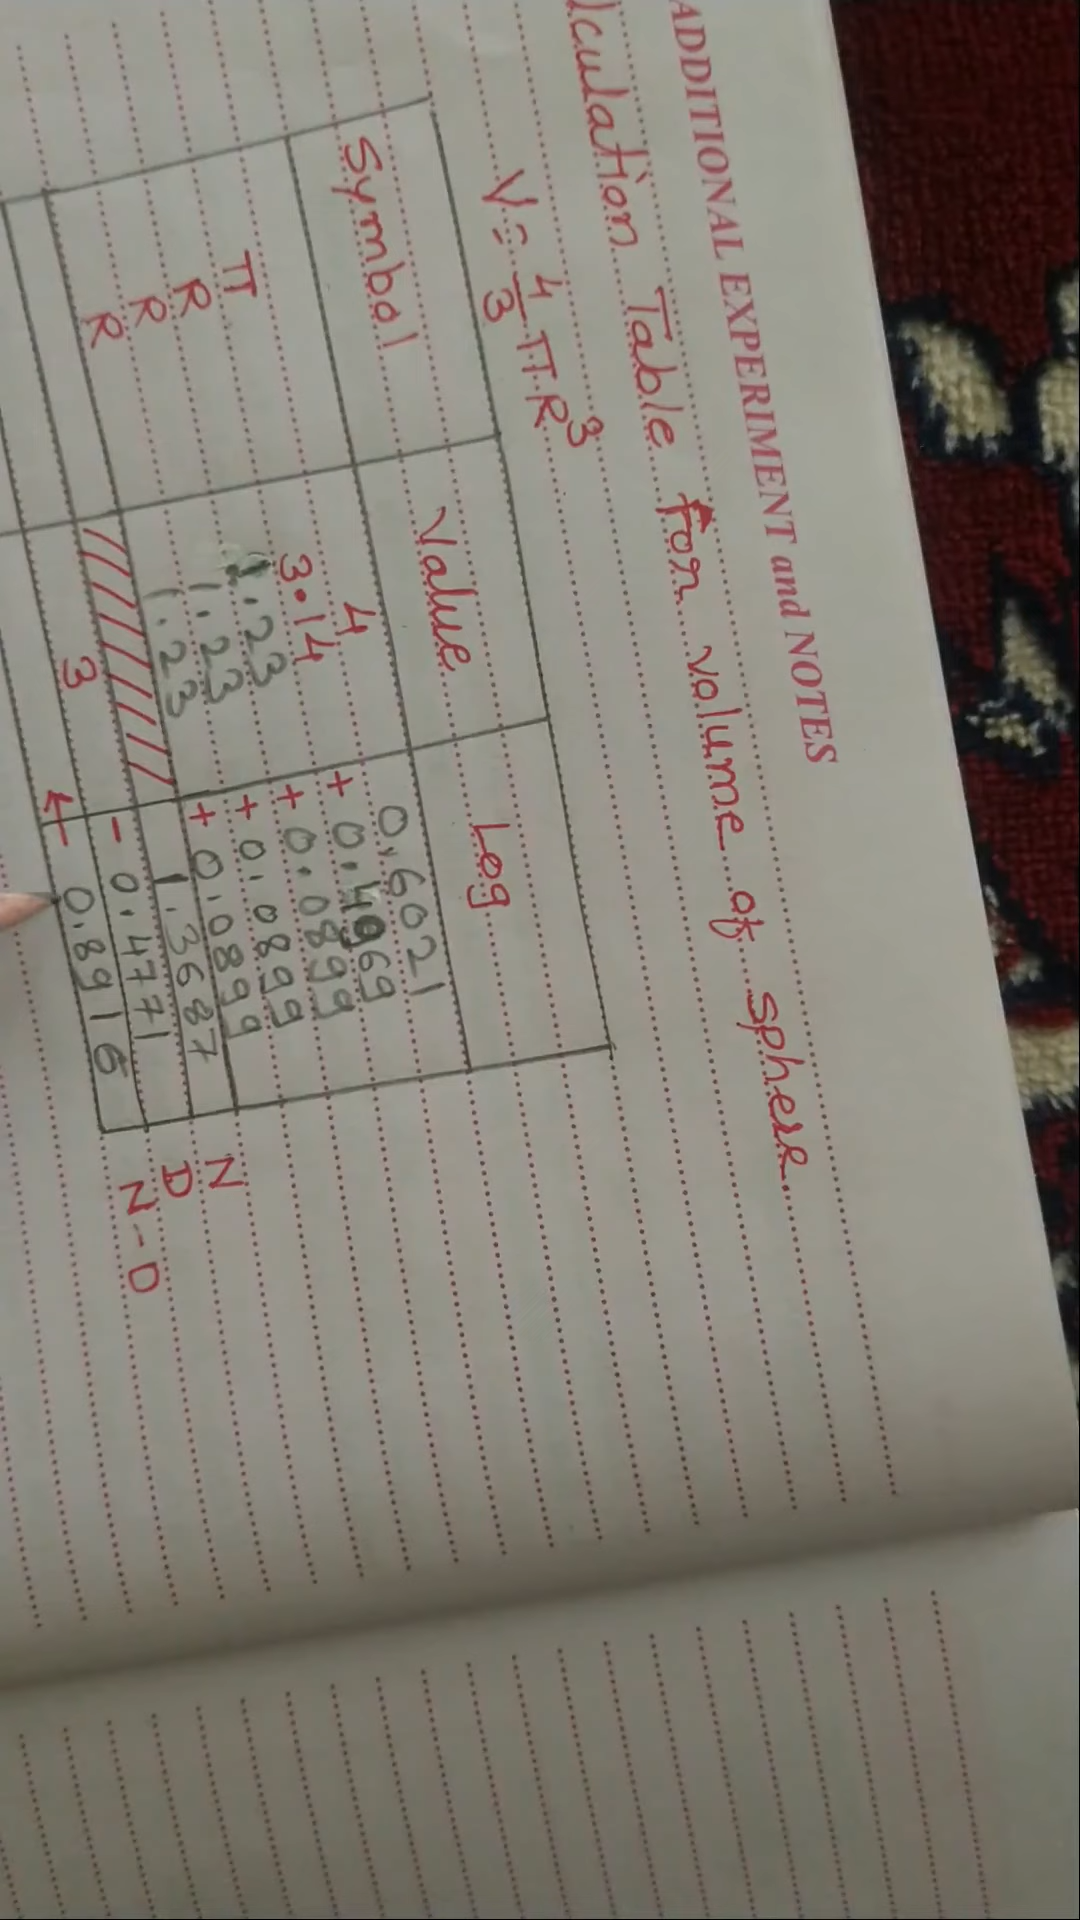 ADDITIONAL EXPERIMENT and NOTES
lculation Table for volume of sphere
V = 4/3 π R³
Symbol Value Log
4 0.6021
π 3.14 + 0.4969
R 1.23 + 0.0899
R 1.23 + 0.0899
R 1.23 + 0.0899
1.3687 N
3 - 0.4771 D
0.8916 N-D